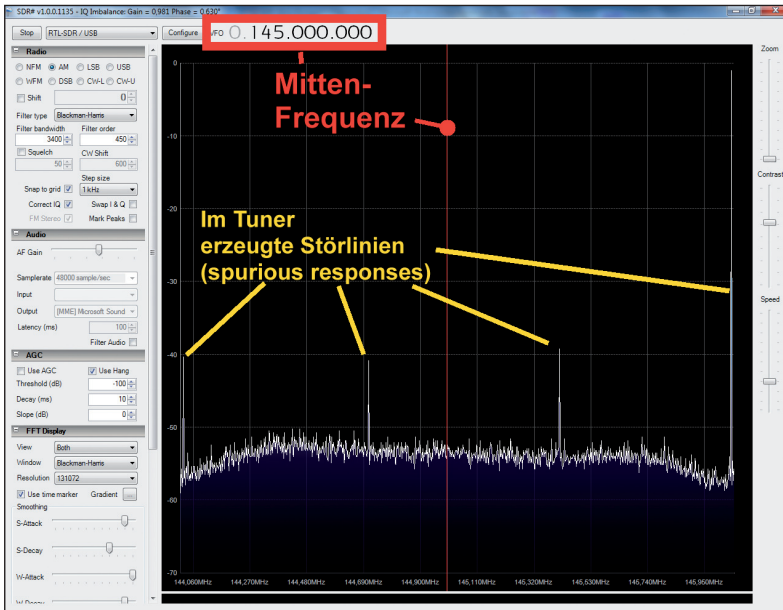 SDR# v1.0.0.1135 - IQ Imbalance: Gain = 0,981 Phase = 0,630°
Stop RTL-SDR / USB Configure VFO 0.145.000.000
Radio
NFM AM LSB USB
WFM DSB CW-L CW-U
Shift 0
Filter type Blackman-Harris
Filter bandwidth Filter order
3400 450
Squelch CW Shift
50 600
Step size
Snap to grid 1 kHz
Correct IQ Swap I & Q
FM Stereo Mark Peaks
Audio
AF Gain
Samplerate 48000 sample/sec
Input
Output [MME] Microsoft Sound
Latency (ms) 100
Filter Audio
AGC
Use AGC Use Hang
Threshold (dB) -100
Decay (ms) 10
Slope (dB) 0
FFT Display
View Both
Window Blackman-Harris
Resolution 131072
Use time marker Gradient ...
Smoothing
S-Attack
S-Decay
W-Attack
W-Decay
Mitten-
Frequenz
Im Tuner
erzeugte Störlinien
(spurious responses)
0
-10
-20
-30
-40
-50
-60
-70
144,060MHz 144,270MHz 144,480MHz 144,690MHz 144,900MHz 145,110MHz 145,320MHz 145,530MHz 145,740MHz 145,950MHz
Zoom
Contrast
Speed